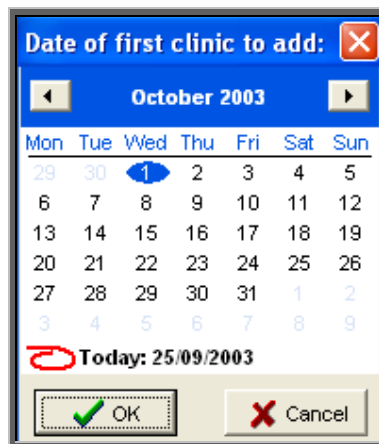 Date of first clinic to add:
October 2003
Mon Tue Wed Thu Fri Sat Sun
29 30 1 2 3 4 5
6 7 8 9 10 11 12
13 14 15 16 17 18 19
20 21 22 23 24 25 26
27 28 29 30 31 1 2
3 4 5 6 7 8 9
Today: 25/09/2003
OK Cancel